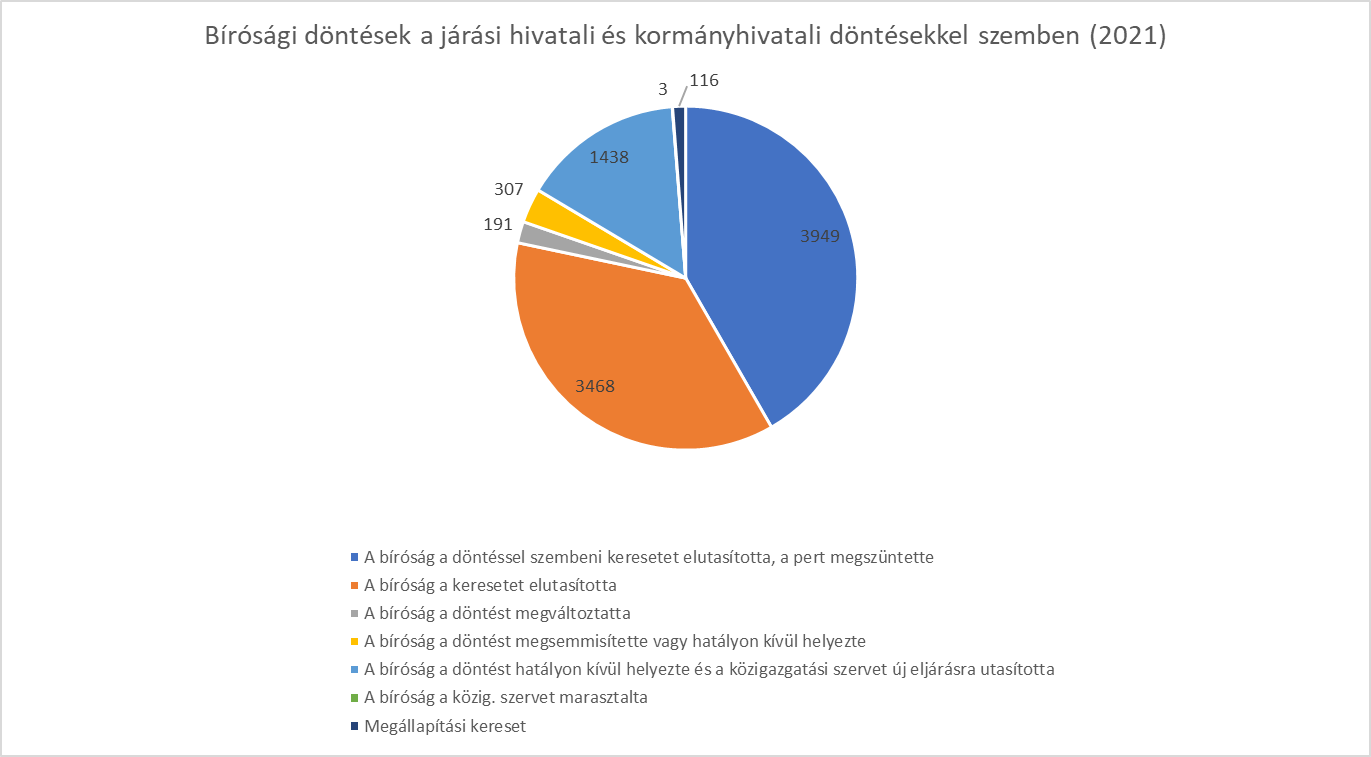 Bírósági döntések a járási hivatali és kormányhivatali döntésekkel szemben (2021)
116
3
1438
307
191
3949
3468
A bíróság a döntéssel szembeni keresetet elutasította, a pert megszüntette
A bíróság a keresetet elutasította
A bíróság a döntést megváltoztatta
A bíróság a döntést megsemmisítette vagy hatályon kívül helyezte
A bíróság a döntést hatályon kívül helyezte és a közigazgatási szervet új eljárásra utasította
A bíróság a közig. szervet marasztalta
Megállapítási kereset